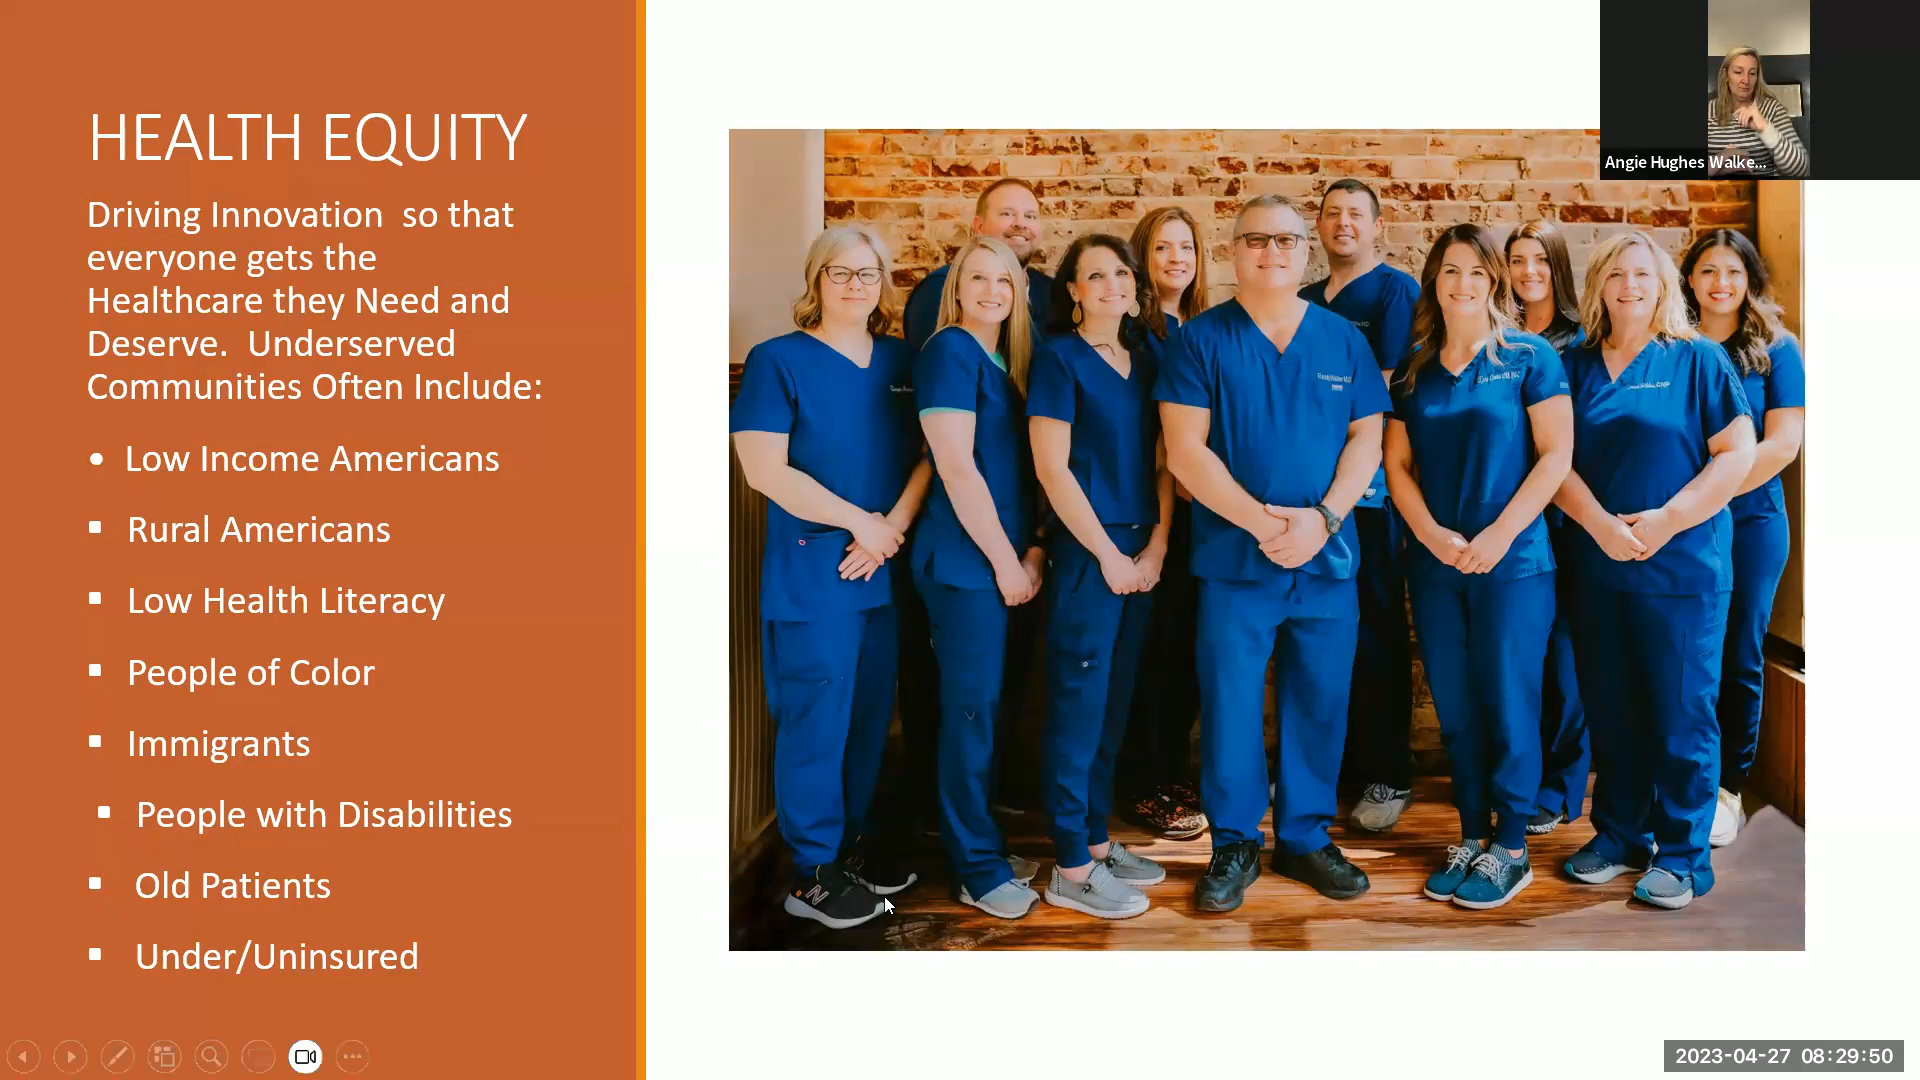 HEALTH EQUITY
Driving Innovation  so that
everyone gets the
Healthcare they Need and
Deserve.  Underserved
Communities Often Include:
• Low Income Americans
▪ Rural Americans
▪ Low Health Literacy
▪ People of Color
▪ Immigrants
▪ People with Disabilities
▪ Old Patients
▪ Under/Uninsured
Angie Hughes Walke...
2023-04-27 08:29:50